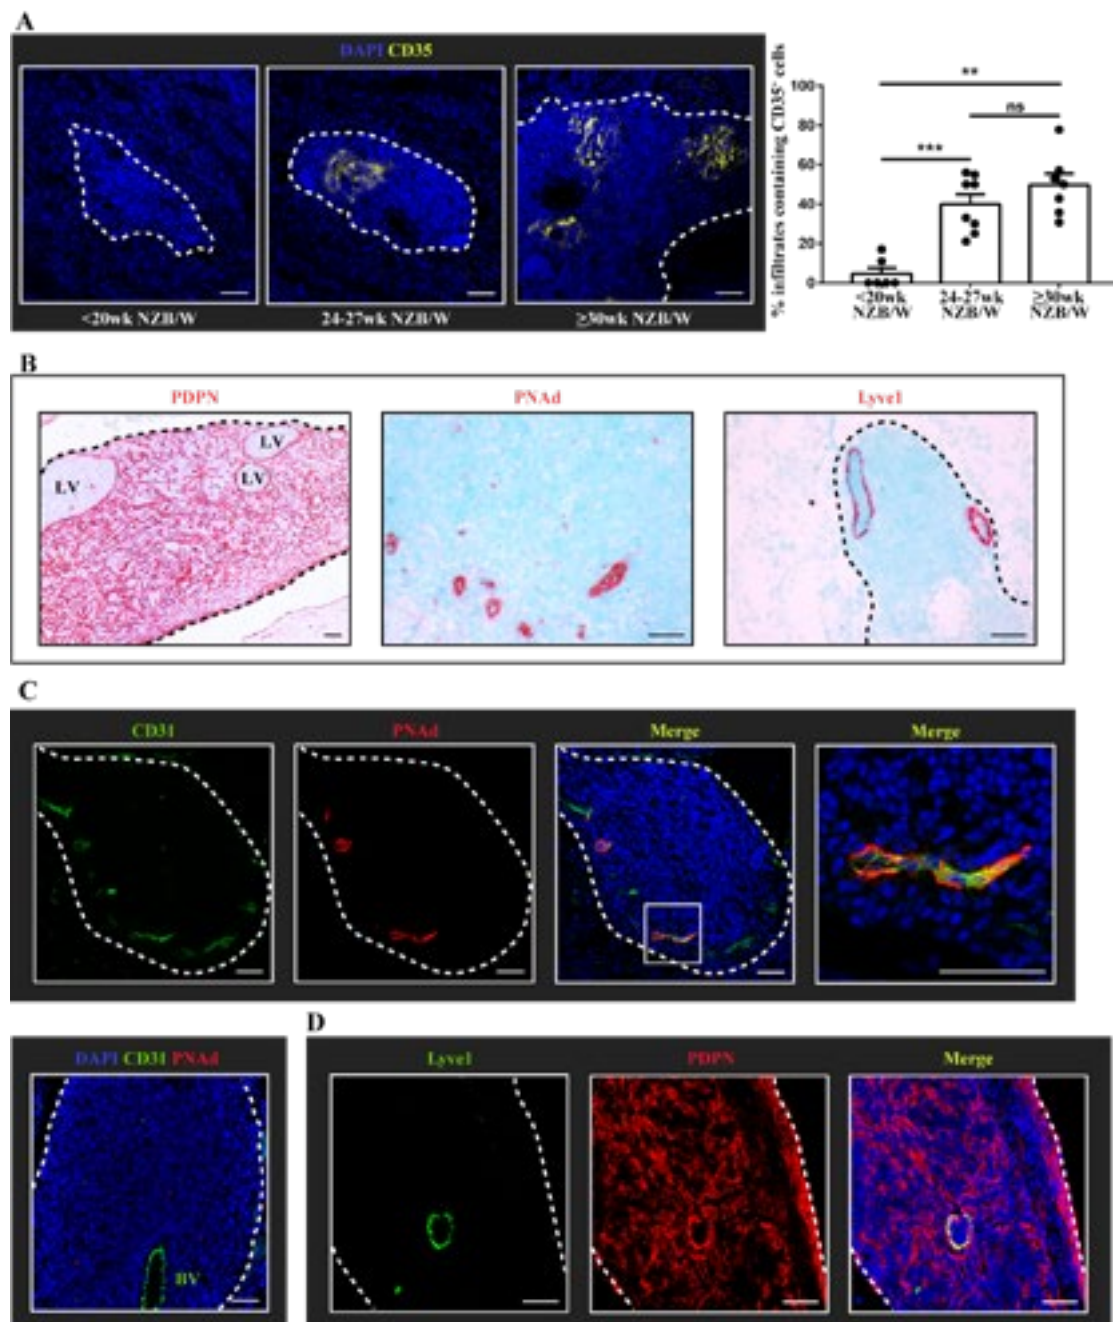 A
DAPI CD35
<20wk NZB/W
24-27wk NZB/W
≥30wk NZB/W
% infiltrates containing CD35⁺ cells
100
80
60
40
20
0
**
ns
***
<20wk
NZB/W
24-27wk
NZB/W
≥30wk
NZB/W
B
PDPN
PNAd
Lyve1
LV
LV
LV
C
CD31
PNAd
Merge
Merge
DAPI CD31 PNAd
BV
D
Lyve1
PDPN
Merge